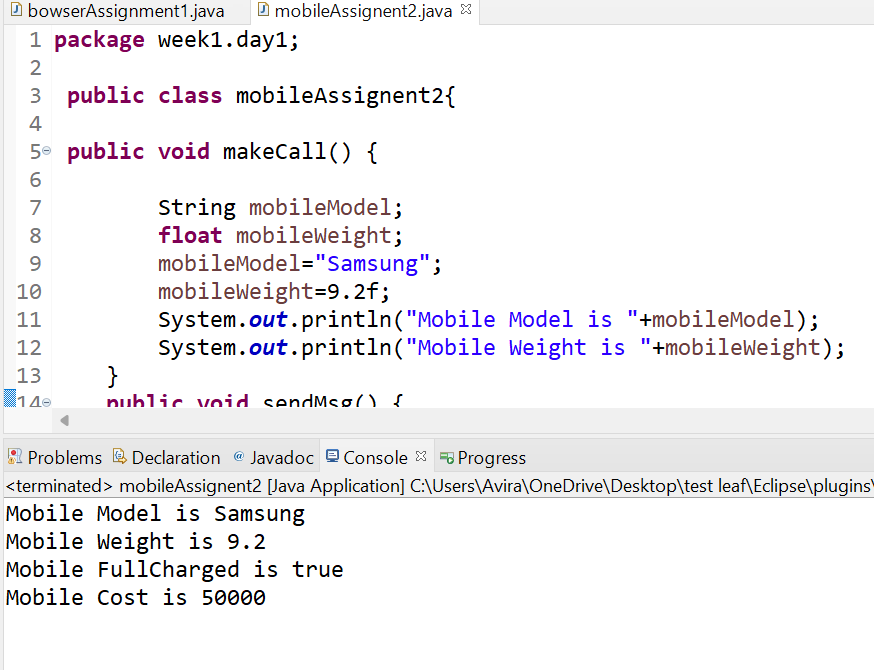 bowserAssignment1.java mobileAssignent2.java
1 package week1.day1;
2
3 public class mobileAssignent2{
4
5 public void makeCall() {
6
7 String mobileModel;
8 float mobileWeight;
9 mobileModel="Samsung";
10 mobileWeight=9.2f;
11 System.out.println("Mobile Model is "+mobileModel);
12 System.out.println("Mobile Weight is "+mobileWeight);
13 }
14 public void sendMsg() {
Problems Declaration @ Javadoc Console Progress
<terminated> mobileAssignent2 [Java Application] C:\Users\Avira\OneDrive\Desktop\test leaf\Eclipse\plugins\
Mobile Model is Samsung
Mobile Weight is 9.2
Mobile FullCharged is true
Mobile Cost is 50000